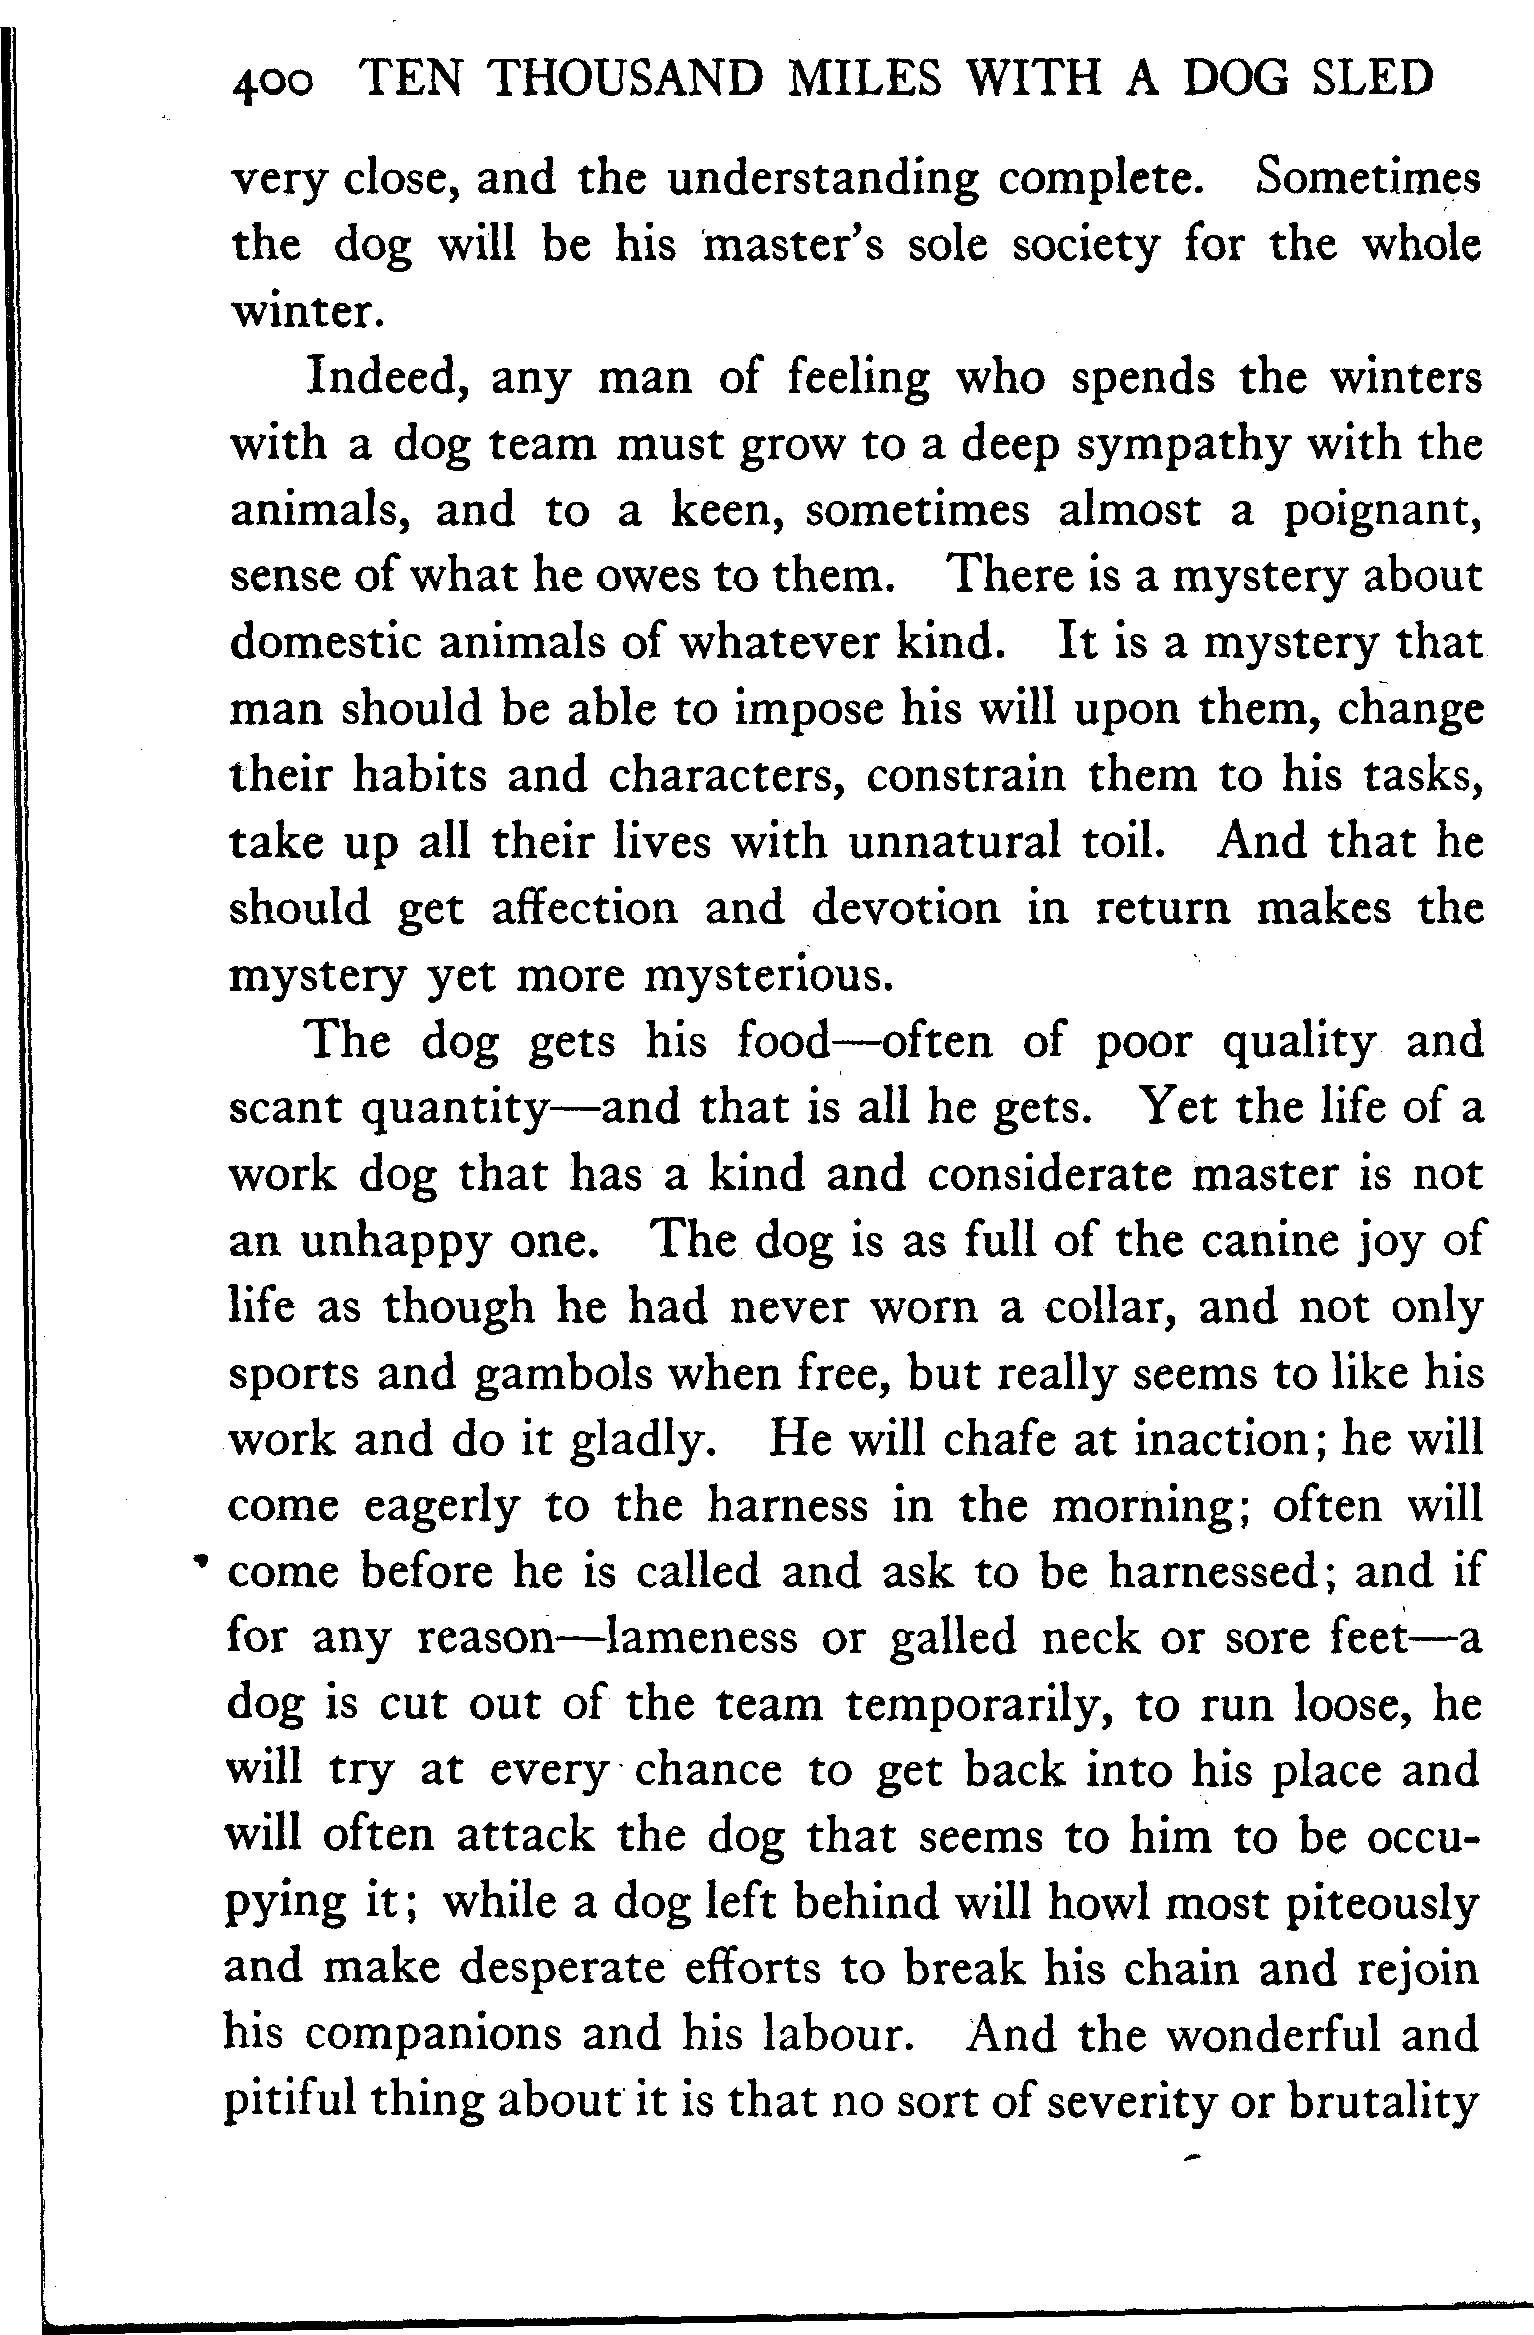 400 TEN THOUSAND MILES WITH A DOG SLED
very close, and the understanding complete. Sometimes
the dog will be his master's sole society for the whole
winter.
Indeed, any man of feeling who spends the winters
with a dog team must grow to a deep sympathy with the
animals, and to a keen, sometimes almost a poignant,
sense of what he owes to them. There is a mystery about
domestic animals of whatever kind. It is a mystery that
man should be able to impose his will upon them, change
their habits and characters, constrain them to his tasks,
take up all their lives with unnatural toil. And that he
should get affection and devotion in return makes the
mystery yet more mysterious.
The dog gets his food—often of poor quality and
scant quantity—and that is all he gets. Yet the life of a
work dog that has a kind and considerate master is not
an unhappy one. The dog is as full of the canine joy of
life as though he had never worn a collar, and not only
sports and gambols when free, but really seems to like his
work and do it gladly. He will chafe at inaction; he will
come eagerly to the harness in the morning; often will
come before he is called and ask to be harnessed; and if
for any reason—lameness or galled neck or sore feet—a
dog is cut out of the team temporarily, to run loose, he
will try at every chance to get back into his place and
will often attack the dog that seems to him to be occu-
pying it; while a dog left behind will howl most piteously
and make desperate efforts to break his chain and rejoin
his companions and his labour. And the wonderful and
pitiful thing about it is that no sort of severity or brutality